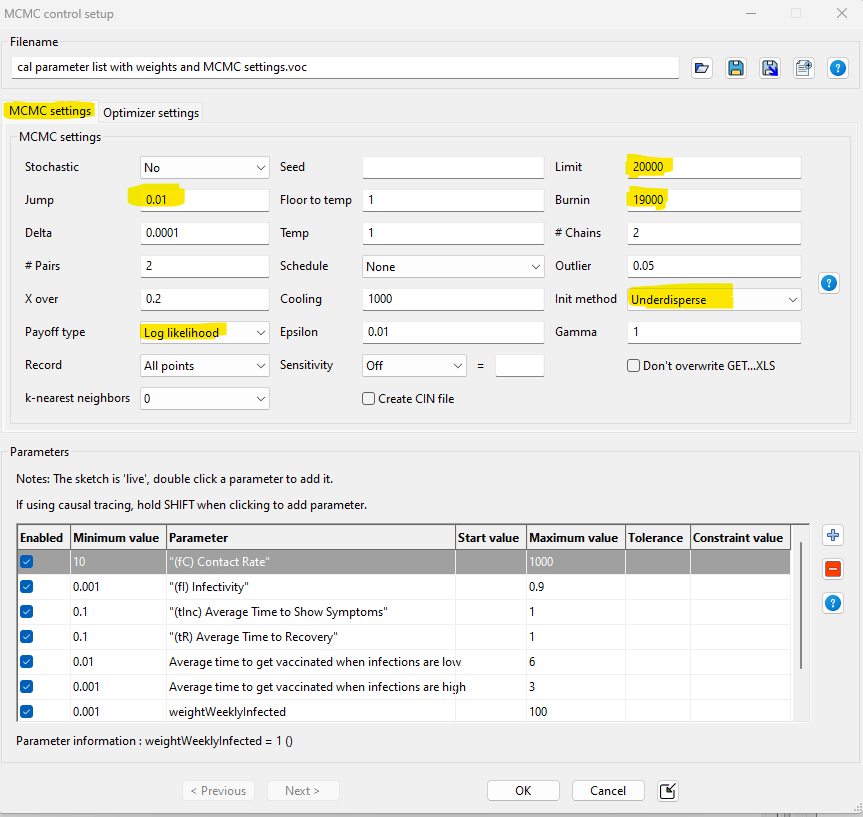 MCMC control setup
Filename
cal parameter list with weights and MCMC settings.voc
MCMC settings Optimizer settings
MCMC settings
Stochastic No Seed Limit 20000
Jump 0.01 Floor to temp 1 Burnin 19000
Delta 0.0001 Temp 1 # Chains 2
# Pairs 2 Schedule None Outlier 0.05
X over 0.2 Cooling 1000 Init method Underdisperse
Payoff type Log likelihood Epsilon 0.01 Gamma 1
Record All points Sensitivity Off = Don't overwrite GET...XLS
k-nearest neighbors 0 Create CIN file
Parameters
Notes: The sketch is 'live', double click a parameter to add it.
If using causal tracing, hold SHIFT when clicking to add parameter.
Enabled Minimum value Parameter Start value Maximum value Tolerance Constraint value
10 "(fC) Contact Rate" 1000
0.001 "(fI) Infectivity" 0.9
0.1 "(tInc) Average Time to Show Symptoms" 1
0.1 "(tR) Average Time to Recovery" 1
0.01 Average time to get vaccinated when infections are low 6
0.001 Average time to get vaccinated when infections are high 3
0.001 weightWeeklyInfected 100
Parameter information : weightWeeklyInfected = 1 ()
< Previous Next > OK Cancel